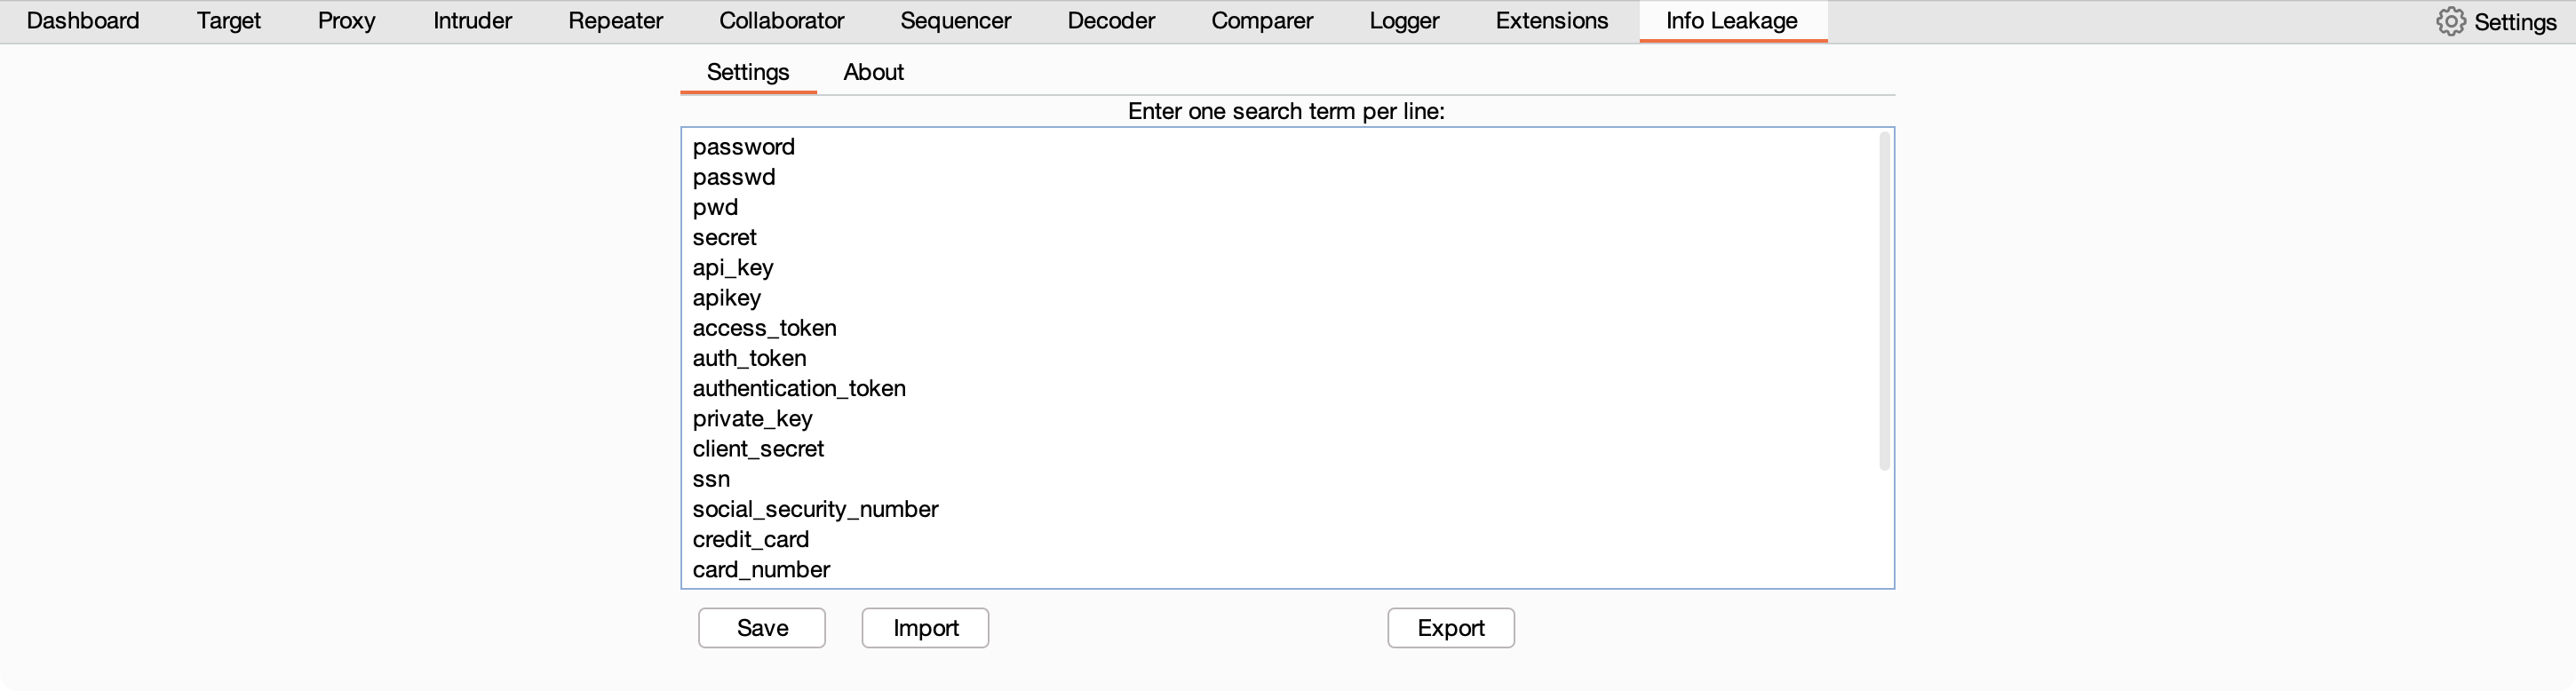 Dashboard Target Proxy Intruder Repeater Collaborator Sequencer Decoder Comparer Logger Extensions Info Leakage Settings
Settings About
Enter one search term per line:
password
passwd
pwd
secret
api_key
apikey
access_token
auth_token
authentication_token
private_key
client_secret
ssn
social_security_number
credit_card
card_number
Save Import Export